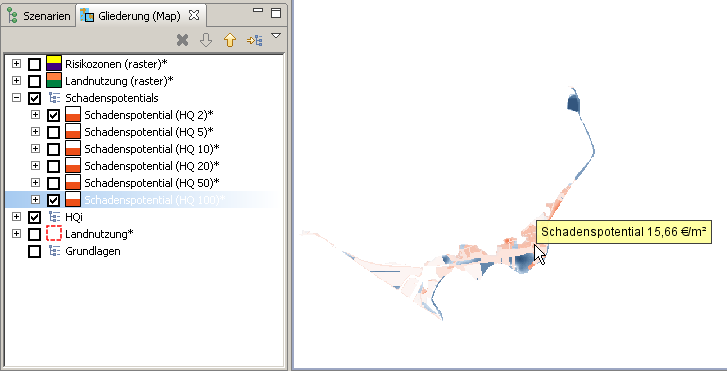 Szenarien
Gliederung (Map)
Risikozonen (raster)*
Landnutzung (raster)*
Schadenspotentials
Schadenspotential (HQ 2)*
Schadenspotential (HQ 5)*
Schadenspotential (HQ 10)*
Schadenspotential (HQ 20)*
Schadenspotential (HQ 50)*
Schadenspotential (HQ 100)*
HQi
Landnutzung*
Grundlagen
Schadenspotential 15,66 €/m²